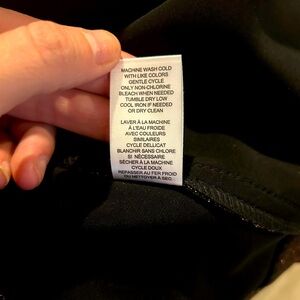 MACHINE WASH COLD
WITH LIKE COLORS
GENTLE CYCLE
ONLY NON-CHLORINE
BLEACH WHEN NEEDED
TUMBLE DRY LOW
COOL IRON IF NEEDED
OR DRY CLEAN
LAVER À LA MACHINE
À L'EAU FROIDE
AVEC COULEURS
SIMILAIRES
CYCLE DELLICAT
BLANCHIR SANS CHLORE
SI NÉCESSAIRE
SÉCHER À LA MACHINE
CYCLE DOUX
REPASSER AU FER FROID
OU NETTOYER À SEC.